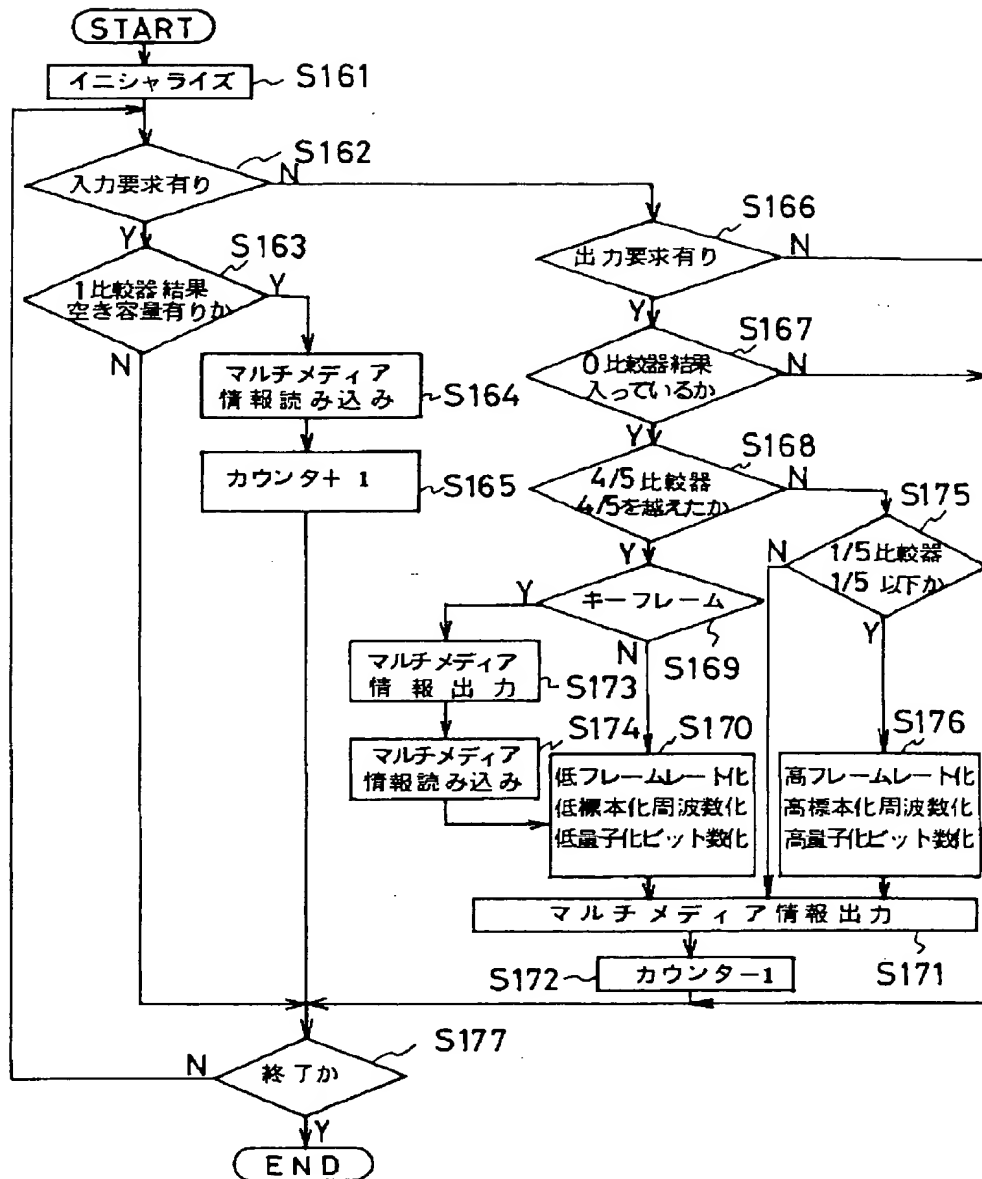 START
イニシャライズ
S161
S162
入力要求有り
N
Y
S163
1比較器結果
空き容量有りか
Y
N
マルチメディア
情報読み込み
S164
カウンタ+ 1
S165
S166
出力要求有り
N
Y
S167
0比較器結果
入っているか
N
Y
S168
4/5比較器
4/5を越えたか
N
Y
S175
1/5比較器
1/5以下か
N
Y
キーフレーム
Y
N
S169
マルチメディア
情報出力
S173
S174
マルチメディア
情報読み込み
S170
低フレームレート化
低標本化周波数化
低量子化ビット数化
S176
高フレームレート化
高標本化周波数化
高量子化ビット数化
マルチメディア情報出力
S171
S172
カウンター1
S177
終了か
N
Y
END